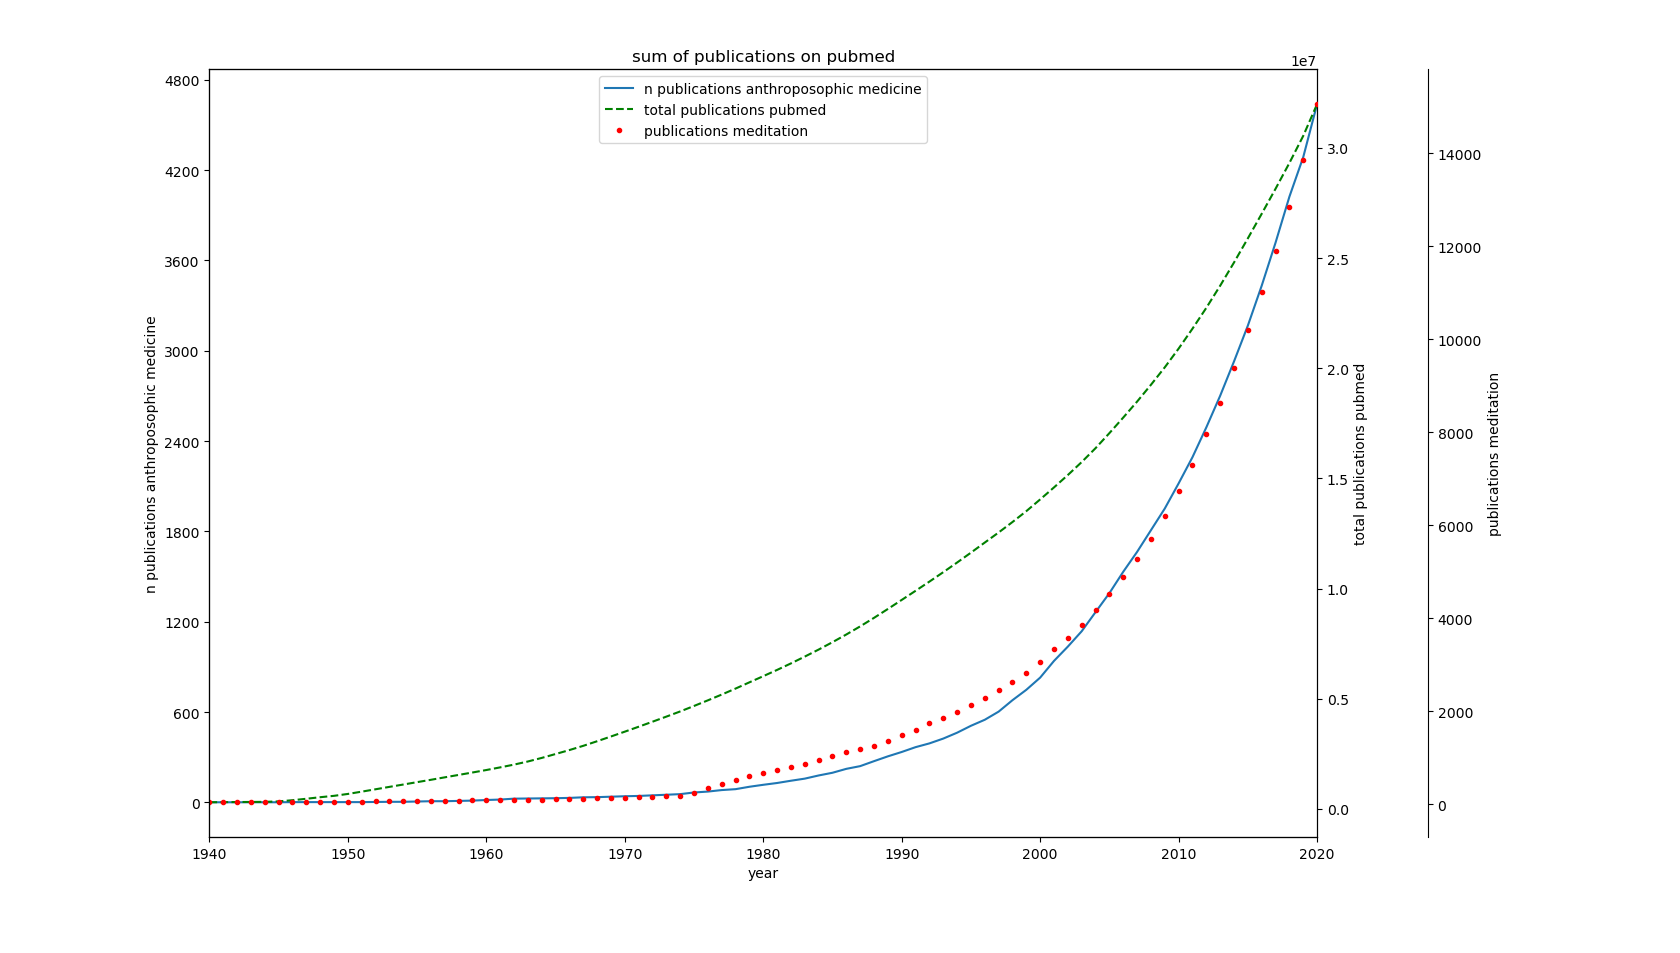 sum of publications on pubmed
1e7
n publications anthroposophic medicine
total publications pubmed
publications meditation
4800
4200
3600
3000
2400
1800
1200
600
0
n publications anthroposophic medicine
3.0
2.5
2.0
1.5
1.0
0.5
0.0
total publications pubmed
14000
12000
10000
8000
6000
4000
2000
0
publications meditation
1940 1950 1960 1970 1980 1990 2000 2010 2020
year